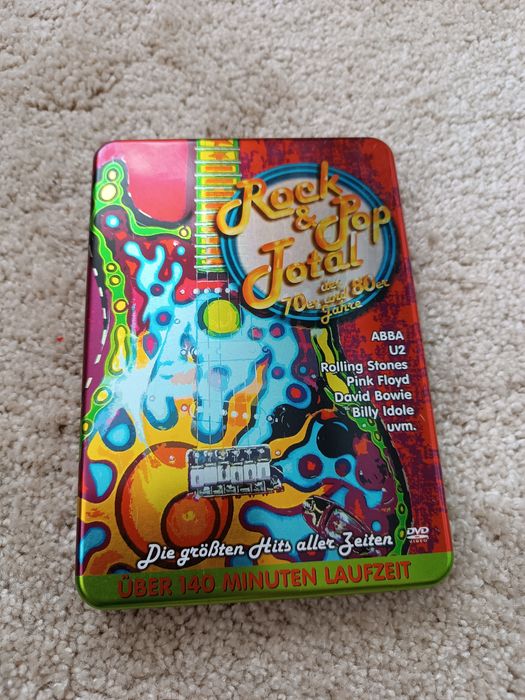 Rock
& Pop
Total
der
70er und 80er
Jahre
ABBA
U2
Rolling Stones
Pink Floyd
David Bowie
Billy Idole
uvm.
Die größten Hits aller Zeiten
DVD
VIDEO
ÜBER 140 MINUTEN LAUFZEIT